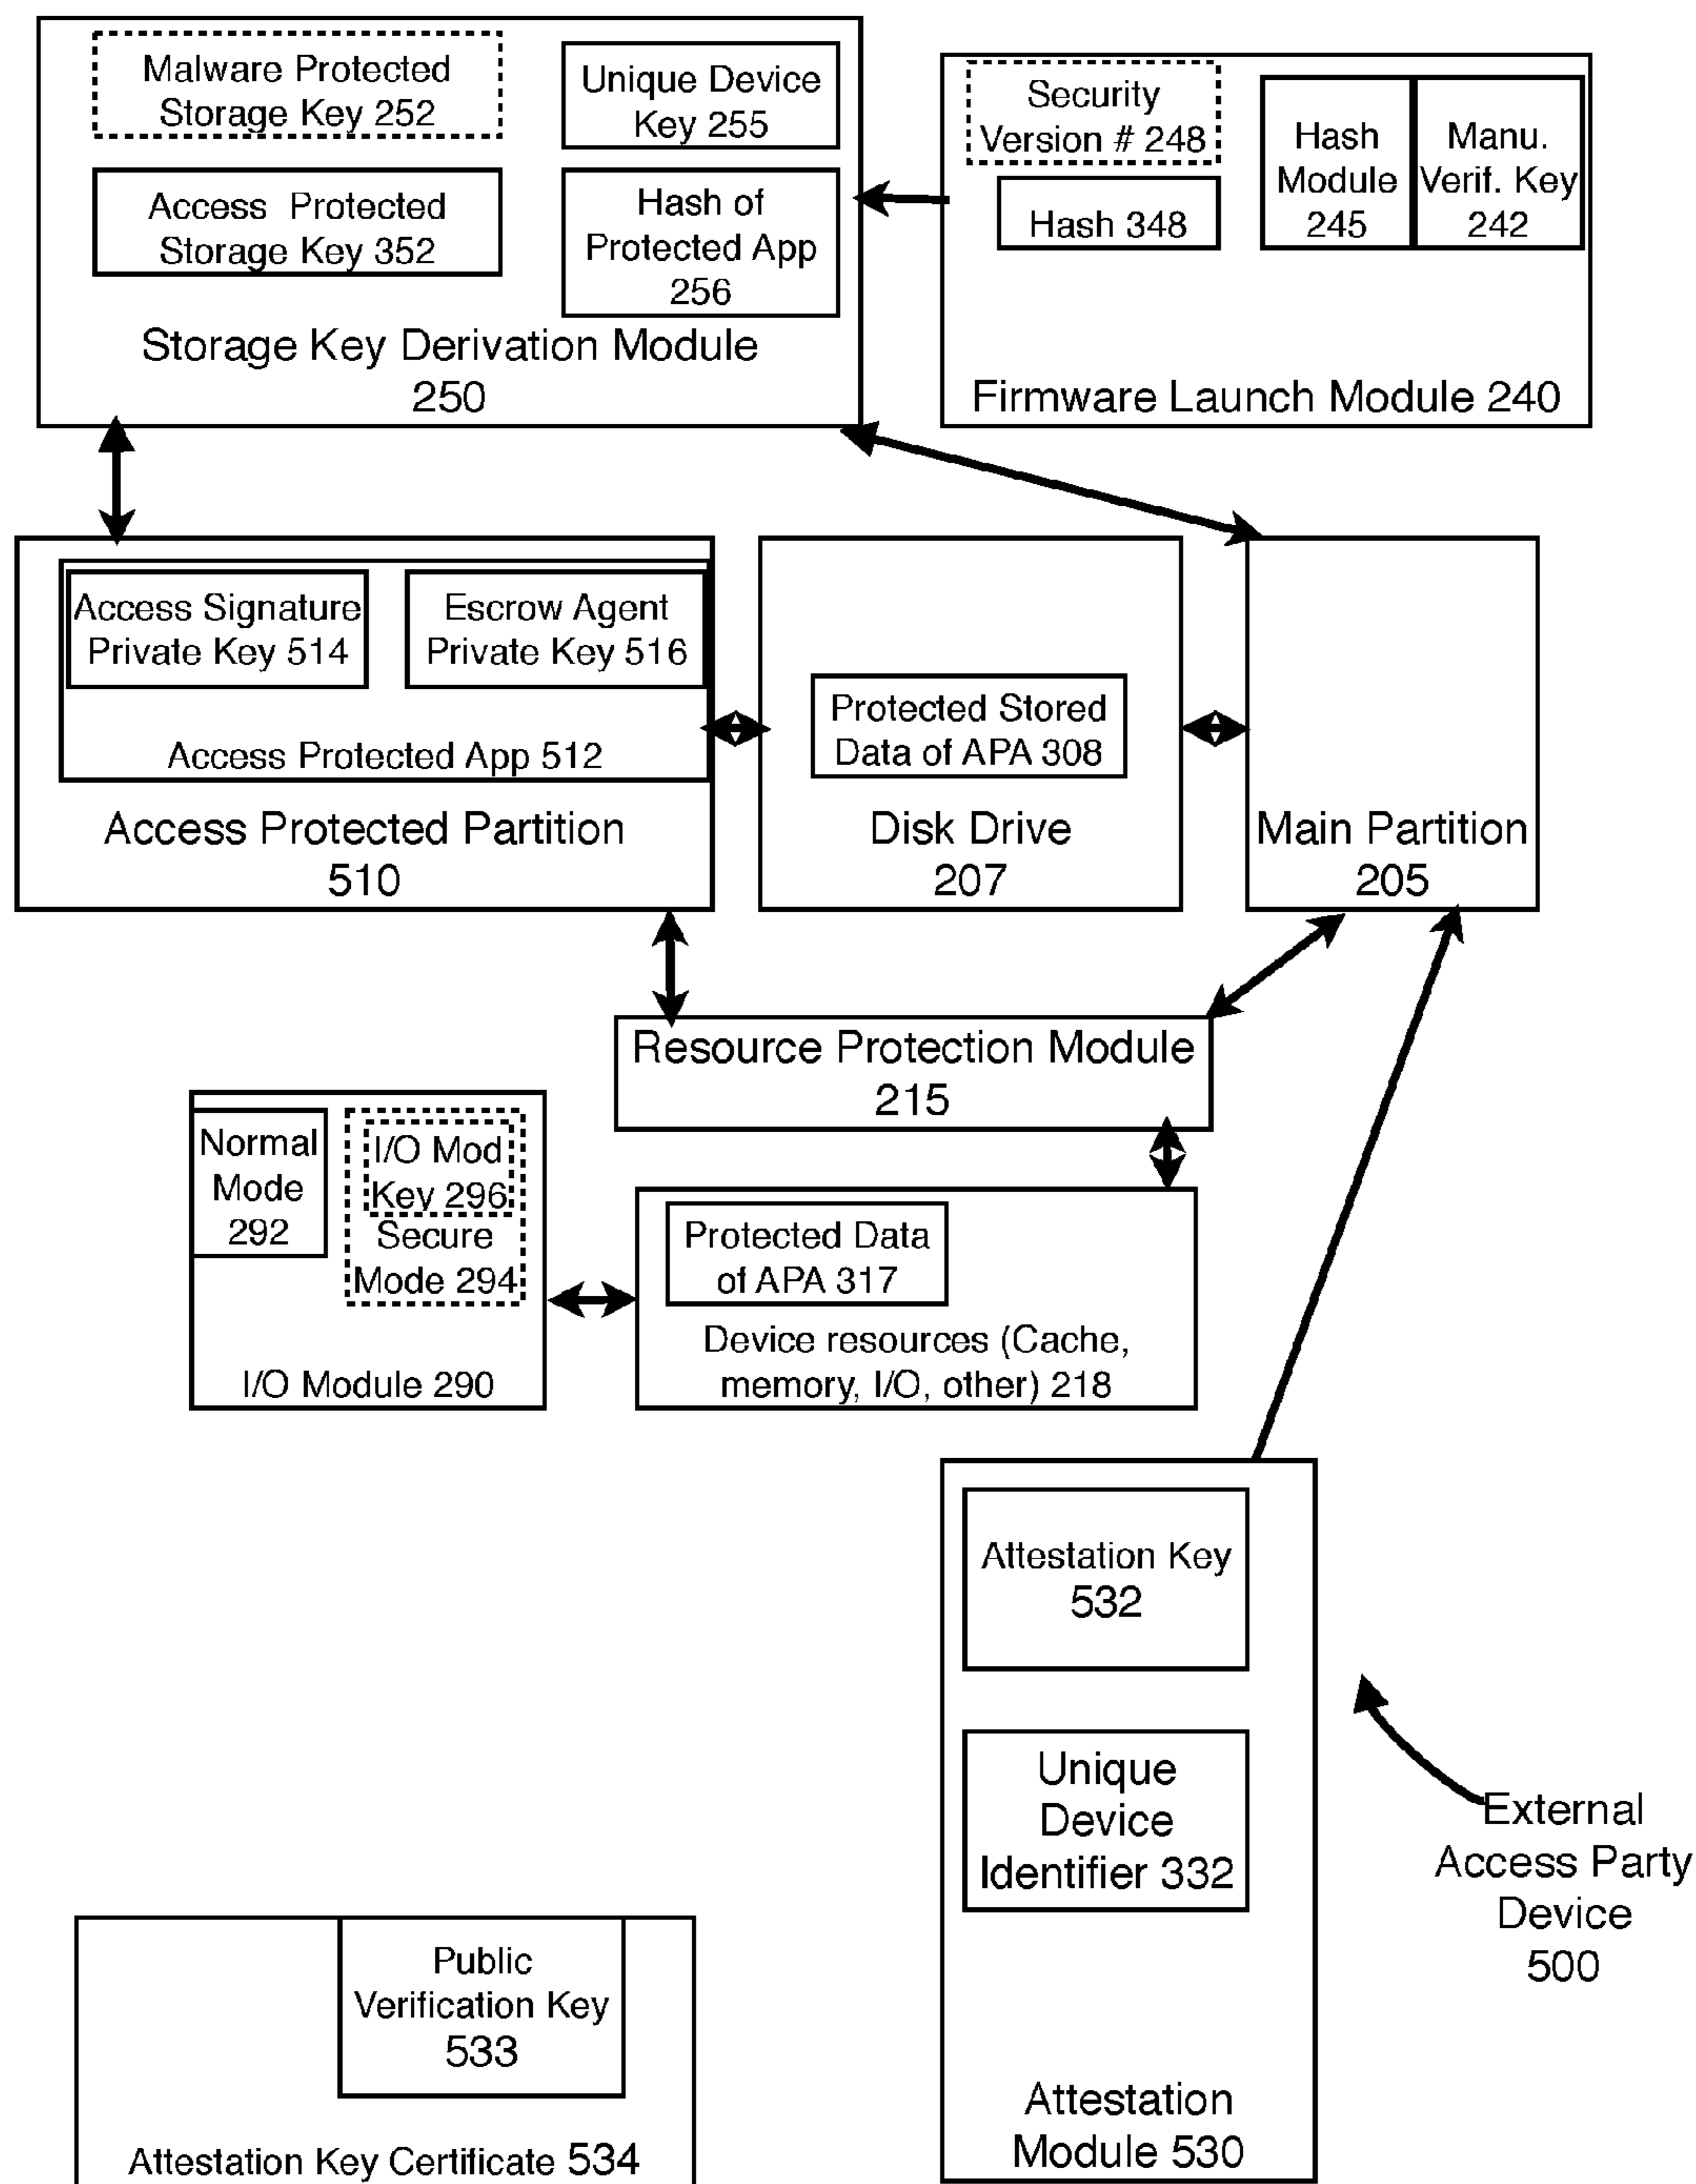 Malware Protected
Storage Key 252
Unique Device
Key 255
Access Protected
Storage Key 352
Hash of
Protected App
256
Storage Key Derivation Module
250
Security
Version # 248
Hash 348
Hash
Module
245
Manu.
Verif. Key
242
Firmware Launch Module 240
Access Signature
Private Key 514
Escrow Agent
Private Key 516
Access Protected App 512
Access Protected Partition
510
Protected Stored
Data of APA 308
Disk Drive
207
Main Partition
205
Resource Protection Module
215
Normal
Mode
292
I/O Mod
Key 296
Secure
Mode 294
I/O Module 290
Protected Data
of APA 317
Device resources (Cache,
memory, I/O, other) 218
Attestation Key
532
Unique
Device
Identifier 332
Attestation
Module 530
External
Access Party
Device
500
Public
Verification Key
533
Attestation Key Certificate 534